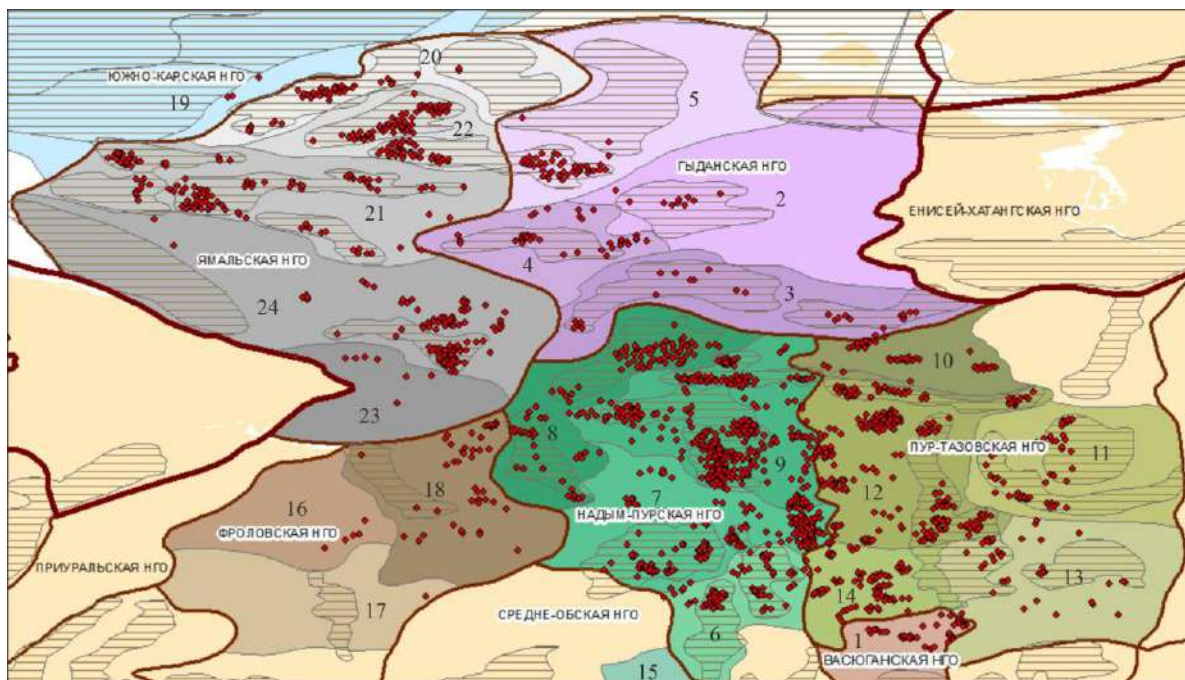 20
ЮЖНО-КАРСКАЯ НГО
19
5
22
ГЫДАНСКАЯ НГО
2
21
ЕНИСЕЙ-ХАТАНГСКАЯ НГО
ЯМАЛЬСКАЯ НГО
4
3
24
10
23
8
ПУР-ТАЗОВСКАЯ НГО
11
9
18
7
12
16
НАДЫМ-ПУРСКАЯ НГО
ФРОЛОВСКАЯ НГО
ПРИУРАЛЬСКАЯ НГО
13
14
17
СРЕДНЕ-ОБСКАЯ НГО
6
1
ВАСЮГАНСКАЯ НГО
15